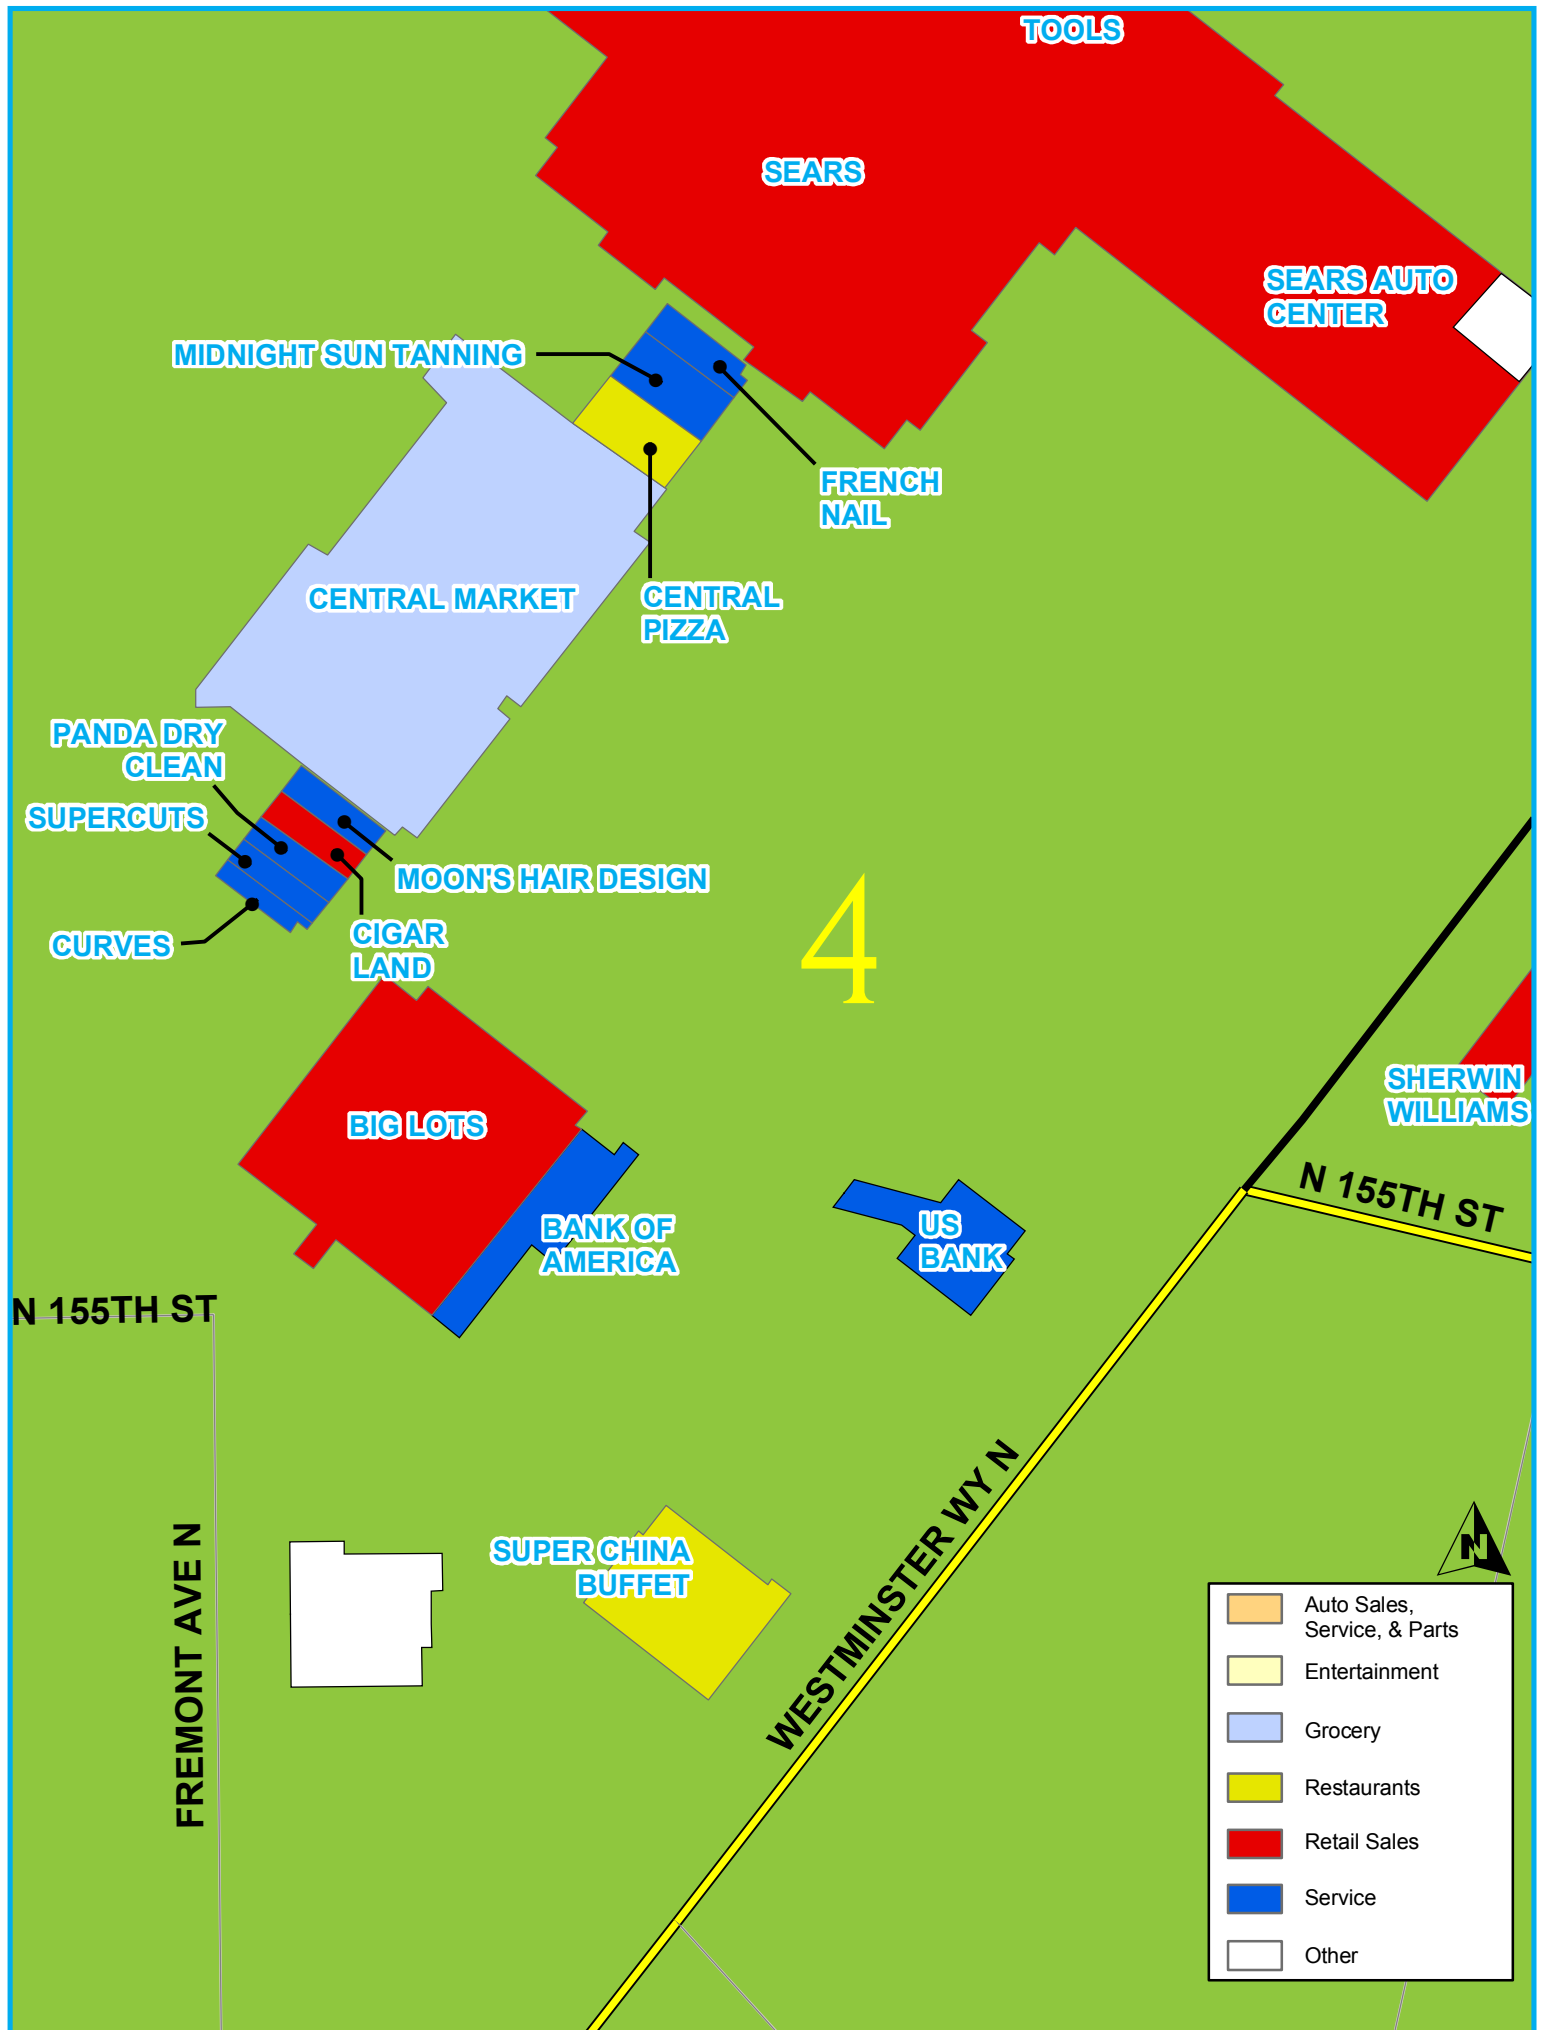 TOOLS
SEARS
SEARS AUTO
CENTER
MIDNIGHT SUN TANNING
FRENCH
NAIL
CENTRAL MARKET
CENTRAL
PIZZA
PANDA DRY
CLEAN
SUPERCUTS
MOON'S HAIR DESIGN
CURVES
CIGAR
LAND
4
SHERWIN
WILLIAMS
BIG LOTS
N 155TH ST
BANK OF
AMERICA
US
BANK
N 155TH ST
WESTMINSTER WY N
FREMONT AVE N
SUPER CHINA
BUFFET
N
Auto Sales,
Service, & Parts
Entertainment
Grocery
Restaurants
Retail Sales
Service
Other